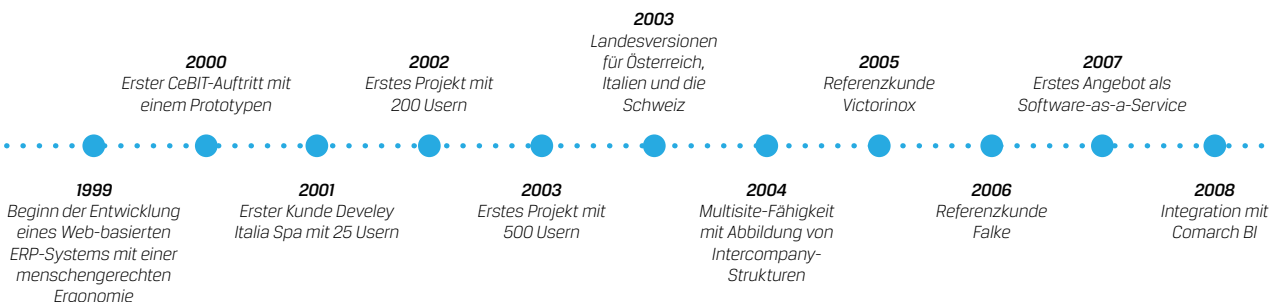 1999
Beginn der Entwicklung
eines Web-basierten
ERP-Systems mit einer
menschengerechten
Ergonomie
2000
Erster CeBIT-Auftritt mit
einem Prototypen
2001
Erster Kunde Develey
Italia Spa mit 25 Usern
2002
Erstes Projekt mit
200 Usern
2003
Erstes Projekt mit
500 Usern
2003
Landesversionen
für Österreich,
Italien und die
Schweiz
2004
Multisite-Fähigkeit
mit Abbildung von
Intercompany-
Strukturen
2005
Referenzkunde
Victorinox
2006
Referenzkunde
Falke
2007
Erstes Angebot als
Software-as-a-Service
2008
Integration mit
Comarch BI